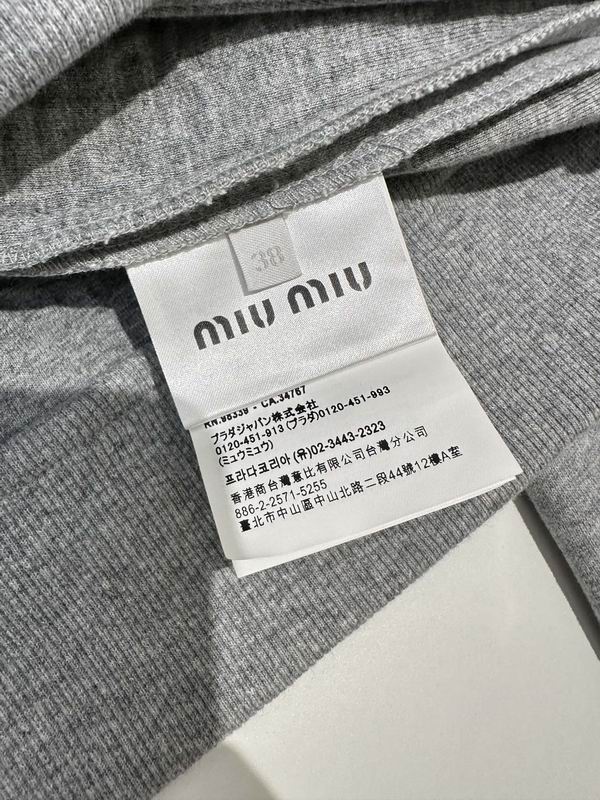 38
miu miu
RN.98339 - CA.34767
プラダジャパン株式会社
0120-451-913 (プラダ)0120-451-993
(ミュウミュウ)
프라다코리아 (유)02-3443-2323
香港商台灣意比有限公司台灣分公司
886-2-2571-5255
臺北市中山區中山北路二段44號12樓A室